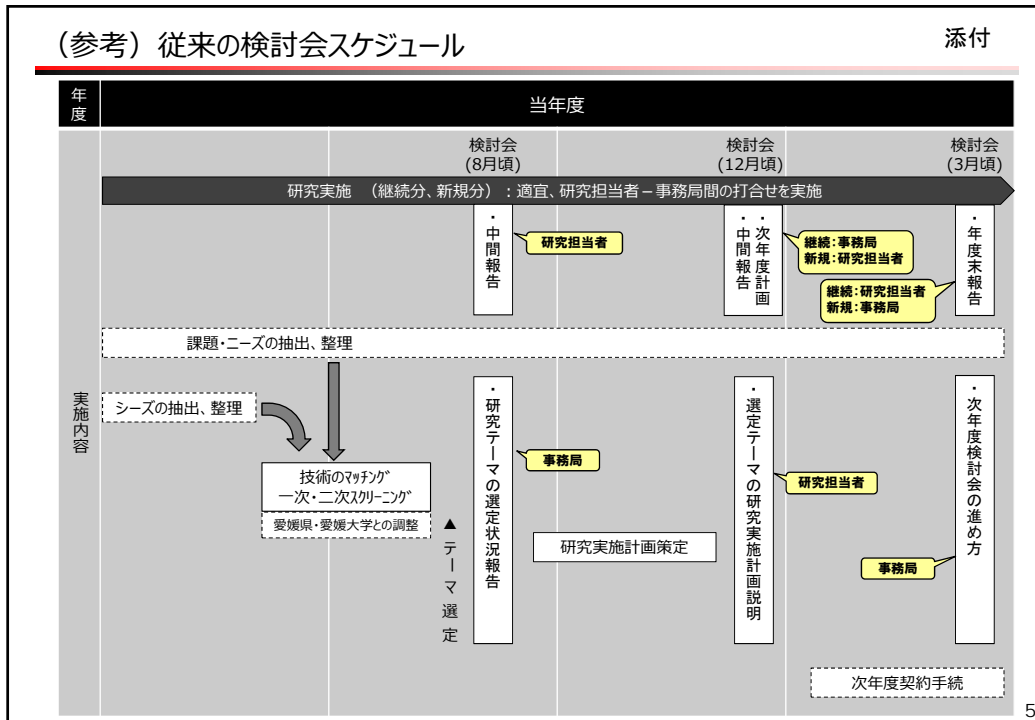 （参考）従来の検討会スケジュール
添付
年度
当年度
検討会
(8月頃)
検討会
(12月頃)
検討会
(3月頃)
研究実施　（継続分、新規分）：適宜、研究担当者－事務局間の打合せを実施
・中間報告
研究担当者
・次年度計画
・中間報告
継続：事務局
新規：研究担当者
・年度末報告
継続：研究担当者
新規：事務局
課題・ニーズの抽出、整理
実施内容
シーズの抽出、整理
技術のﾏｯﾁﾝｸﾞ
一次・二次ｽｸﾘｰﾆﾝｸﾞ
愛媛県・愛媛大学との調整
▲テーマ選定
・研究テーマの選定状況報告
事務局
研究実施計画策定
・選定テーマの研究実施計画説明
研究担当者
・次年度検討会の進め方
事務局
次年度契約手続
5